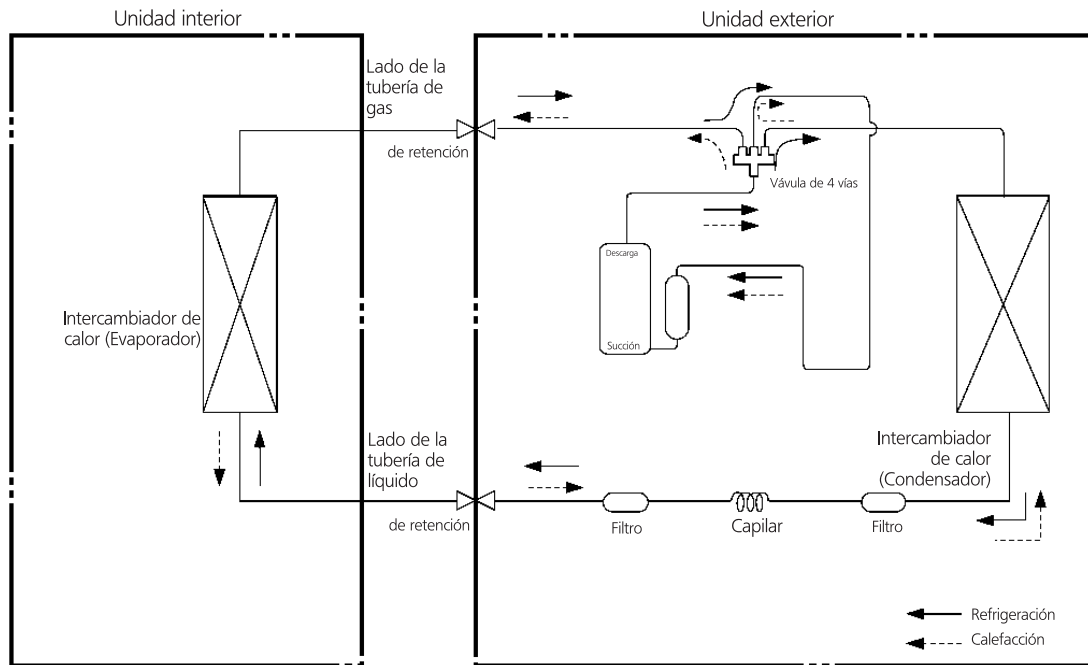 Unidad interior
Unidad exterior
Lado de la
tubería de
gas
de retención
Vávula de 4 vías
Descarga
Succión
Intercambiador de
calor (Evaporador)
Lado de la
tubería de
líquido
de retención
Intercambiador
de calor
(Condensador)
Filtro
Capilar
Filtro
Refrigeración
Calefacción